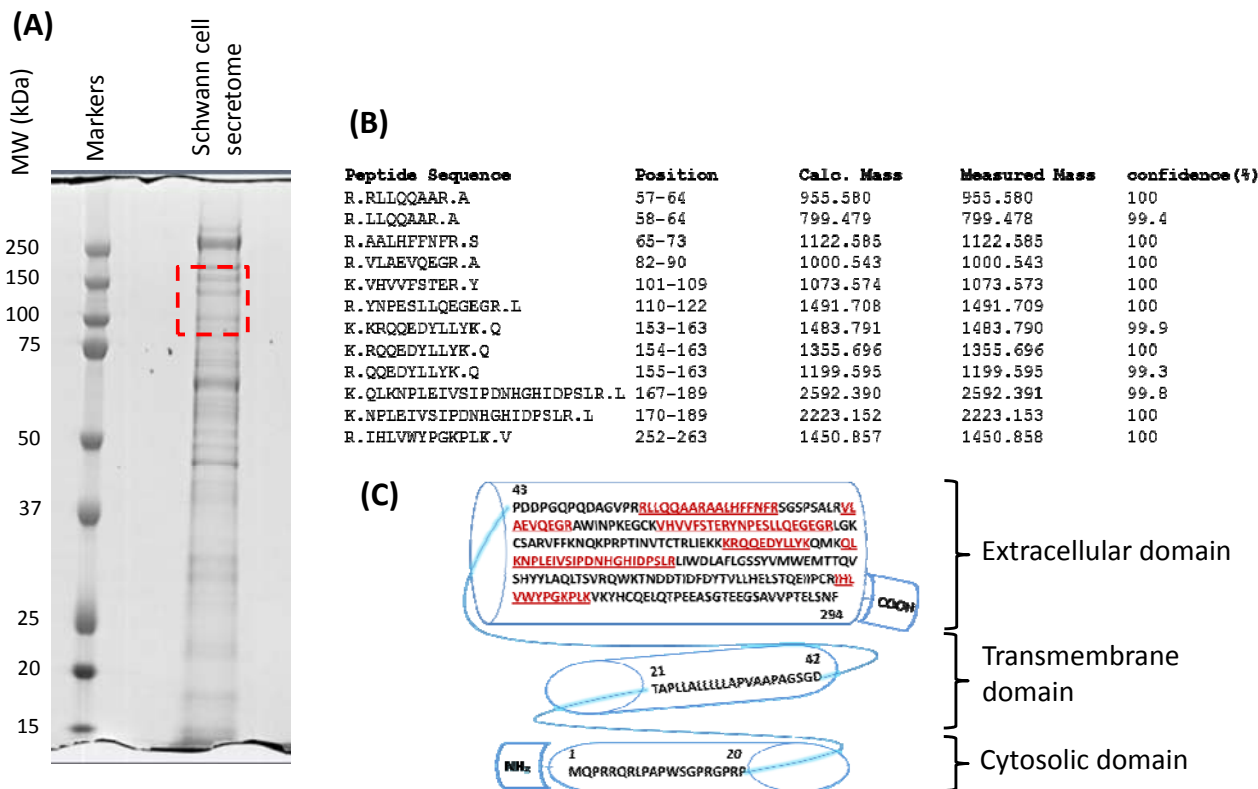 (A)
MW (kDa)
Markers
Schwann cell
secretome
250
150
100
75
50
37
25
20
15
(B)
Peptide Sequence Position Calc. Mass Measured Mass confidence(%)
R.RLLQQAAR.A 57-64 955.580 955.580 100
R.LLQQAAR.A 58-64 799.479 799.478 99.4
R.AALHFFNFR.S 65-73 1122.585 1122.585 100
R.VLAEVQEGR.A 82-90 1000.543 1000.543 100
K.VHVVFSTER.Y 101-109 1073.574 1073.573 100
R.YNPESLLQEGEGR.L 110-122 1491.708 1491.709 100
K.KRQQEDYLLYK.Q 153-163 1483.791 1483.790 99.9
K.RQQEDYLLYK.Q 154-163 1355.696 1355.696 100
R.QQEDYLLYK.Q 155-163 1199.595 1199.595 99.3
K.QLKNPLEIVSIPDNHGHIDPSLR.L 167-189 2592.390 2592.391 99.8
K.NPLEIVSIPDNHGHIDPSLR.L 170-189 2223.152 2223.153 100
R.IHLVWYPGKPLK.V 252-263 1450.857 1450.858 100
(C)
43
PDDPGQPQDAGVPRRLLQQAARAALHFFNFRSGSPSALRVL
AEVQEGRAWINPKEGCKVHVVFSTERYNPESLLQEGEGRLGK
CSARVFFKNQKPRPTINVTCTRLIEKKKRQQEDYLLYKQMKQL
KNPLEIVSIPDNHGHIDPSLRLIWDLAFLGSSYVMWEMTTQV
SHYYLAQLTSVRQWKTNDDTIDFDYTVLLHELSTQEIIPCRIHL
VWYPGKPLKVKYHCQELQTPEEASGTEEGSAVVPTELSNF
294
COOH
Extracellular domain
21
42
TAPLLALLLLLAPVAAPAGSGD
Transmembrane
domain
1
20
NH2
MQPRRQRLPAPWSGPRGPRP
Cytosolic domain